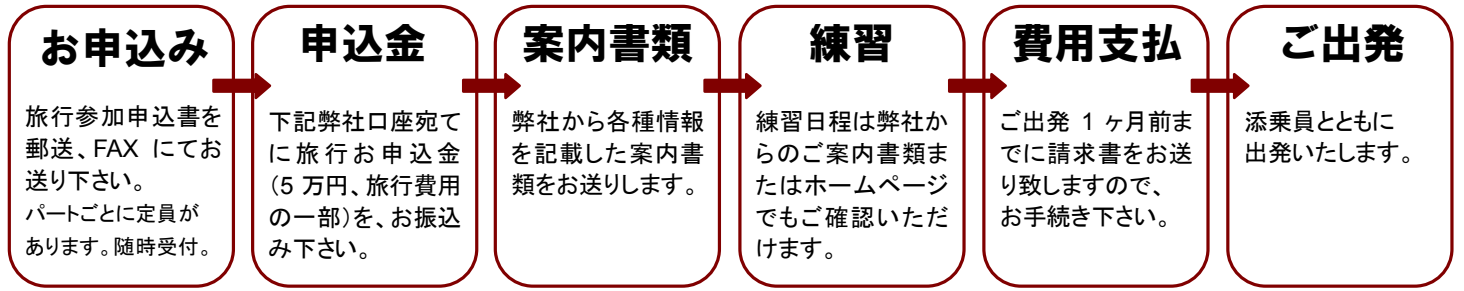 お申込み
旅行参加申込書を
郵送、FAX にてお
送り下さい。
パートごとに定員が
あります。随時受付。
申込金
下記弊社口座宛て
に旅行お申込金
（5 万円、旅行費用
の一部）を、お振込
み下さい。
案内書類
弊社から各種情報
を記載した案内書
類をお送りします。
練習
練習日程は弊社か
らのご案内書類ま
たはホームページ
でもご確認いただ
けます。
費用支払
ご出発 1 ヶ月前ま
でに請求書をお送
り致しますので、
お手続き下さい。
ご出発
添乗員とともに
出発いたします。